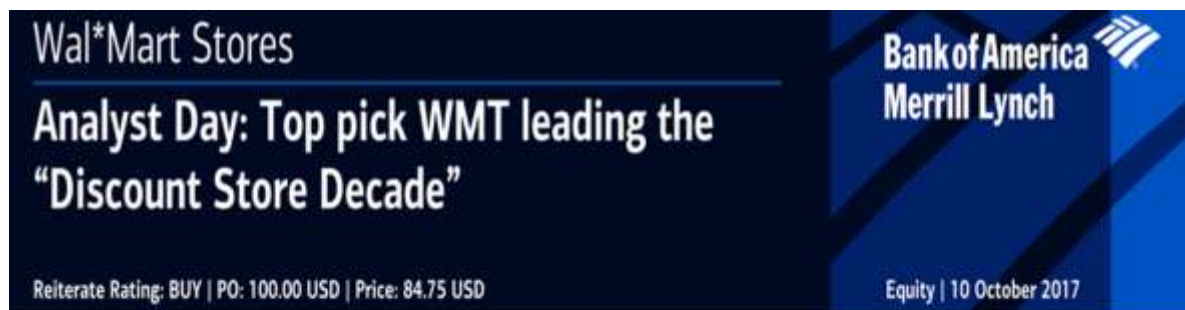 Wal*Mart Stores
Analyst Day: Top pick WMT leading the
“Discount Store Decade”
Reiterate Rating: BUY | PO: 100.00 USD | Price: 84.75 USD
Bank of America
Merrill Lynch
Equity | 10 October 2017